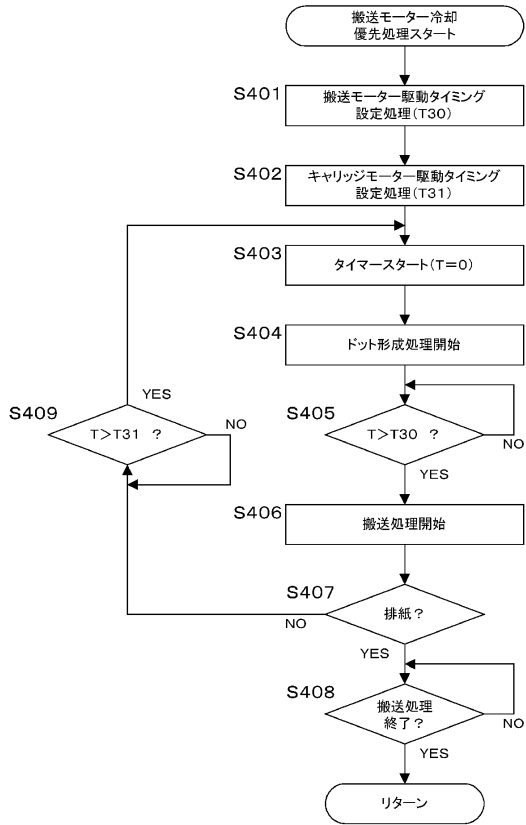 搬送モーター冷却
優先処理スタート
S401
搬送モーター駆動タイミング
設定処理(T30)
S402
キャリッジモーター駆動タイミング
設定処理(T31)
S403
タイマースタート(T=0)
S404
ドット形成処理開始
S405
T>T30 ?
NO
YES
S409
YES
T>T31 ?
NO
S406
搬送処理開始
S407
排紙?
NO
YES
S408
搬送処理
終了?
NO
YES
リターン